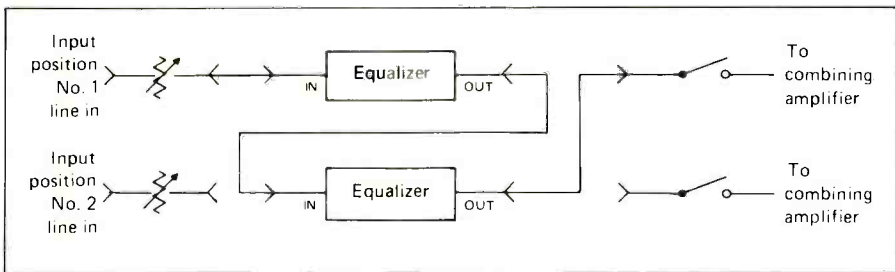 Input
position
No. 1
line in
IN
Equalizer
OUT
To
combining
amplifier
Input
position
No. 2
line in
IN
Equalizer
OUT
To
combining
amplifier